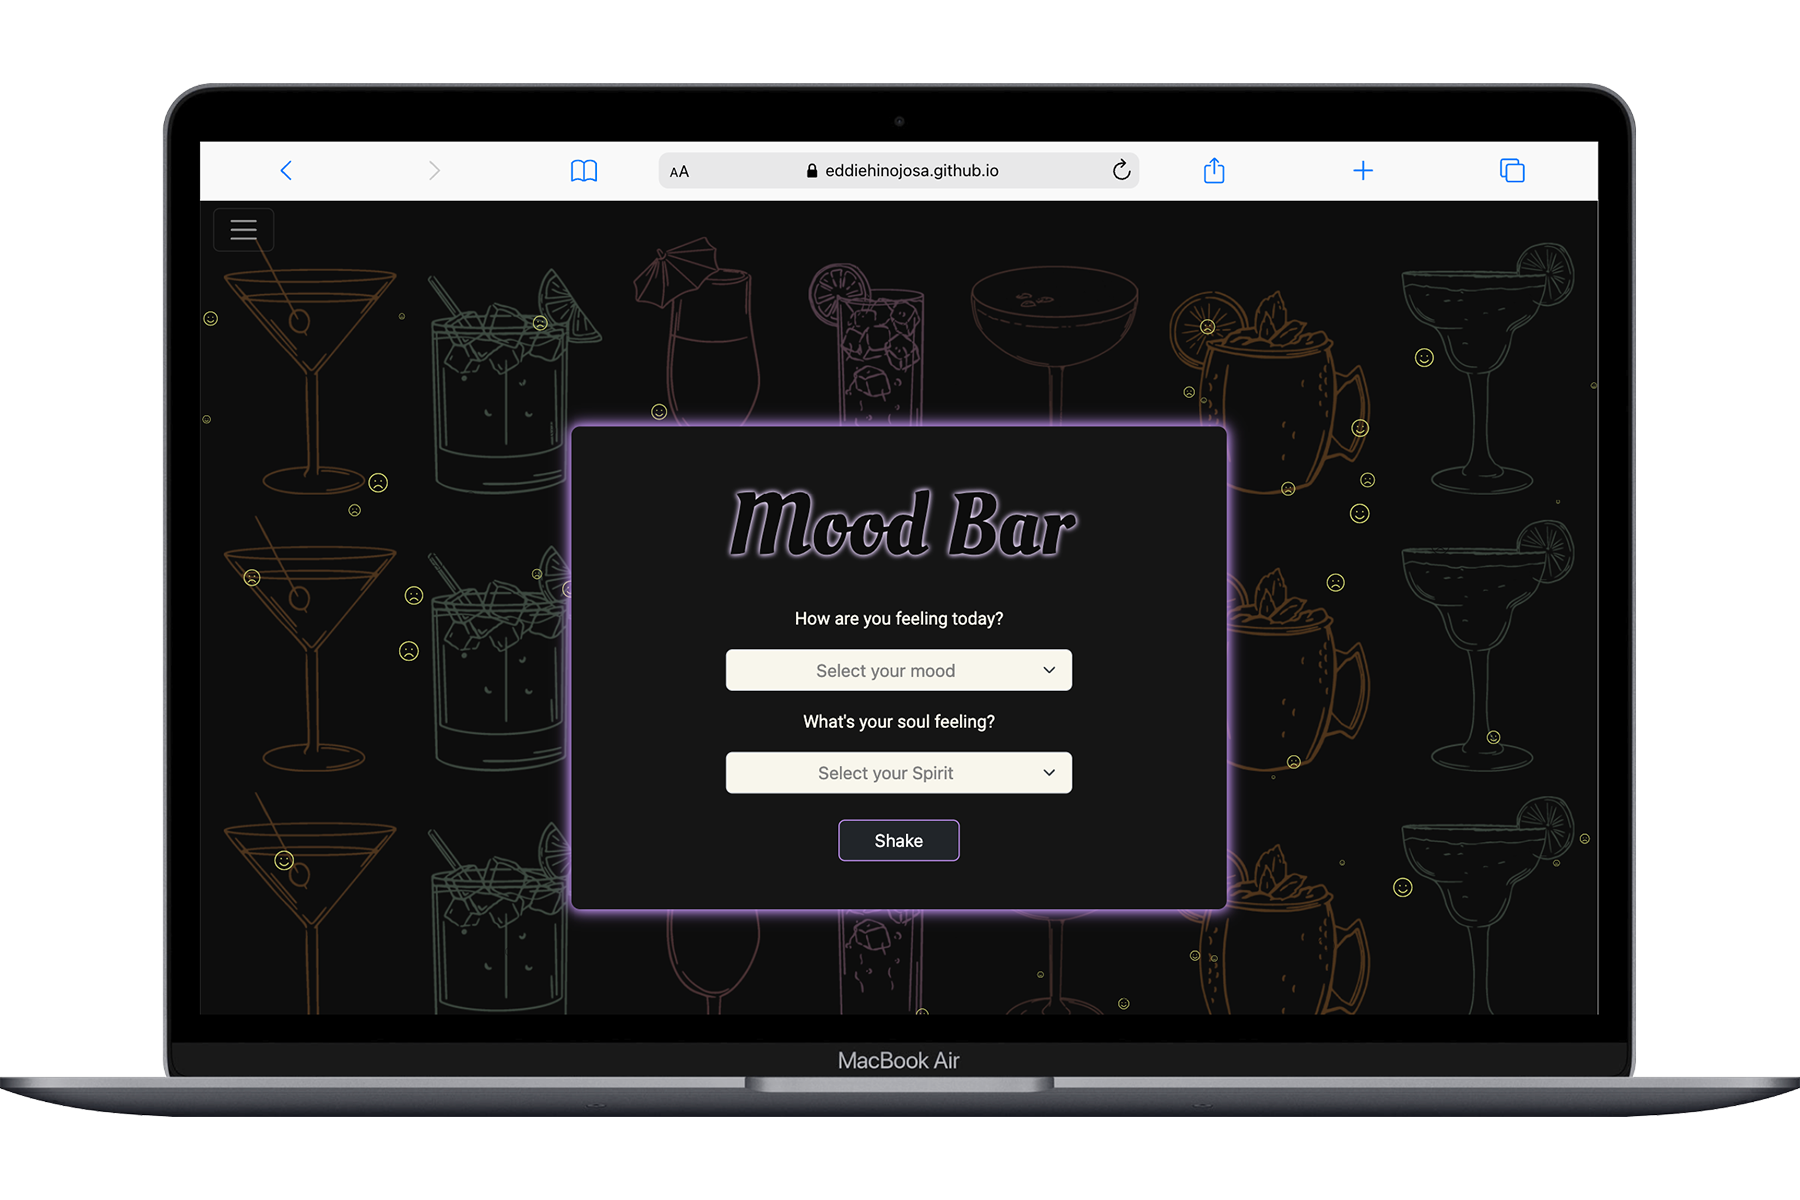 AA eddiehinojosa.github.io
Mood Bar
How are you feeling today?
Select your mood
What's your soul feeling?
Select your Spirit
Shake
MacBook Air